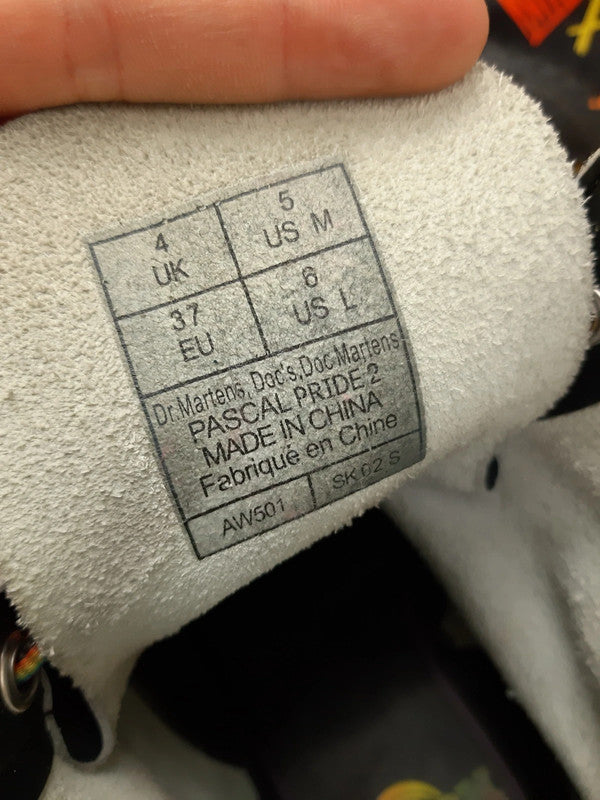 4
UK
5
US M
37
EU
6
US L
Dr.Martens, Doc's, Doc Martens
PASCAL PRIDE 2
MADE IN CHINA
Fabriqué en Chine
AW501
SK 02 S